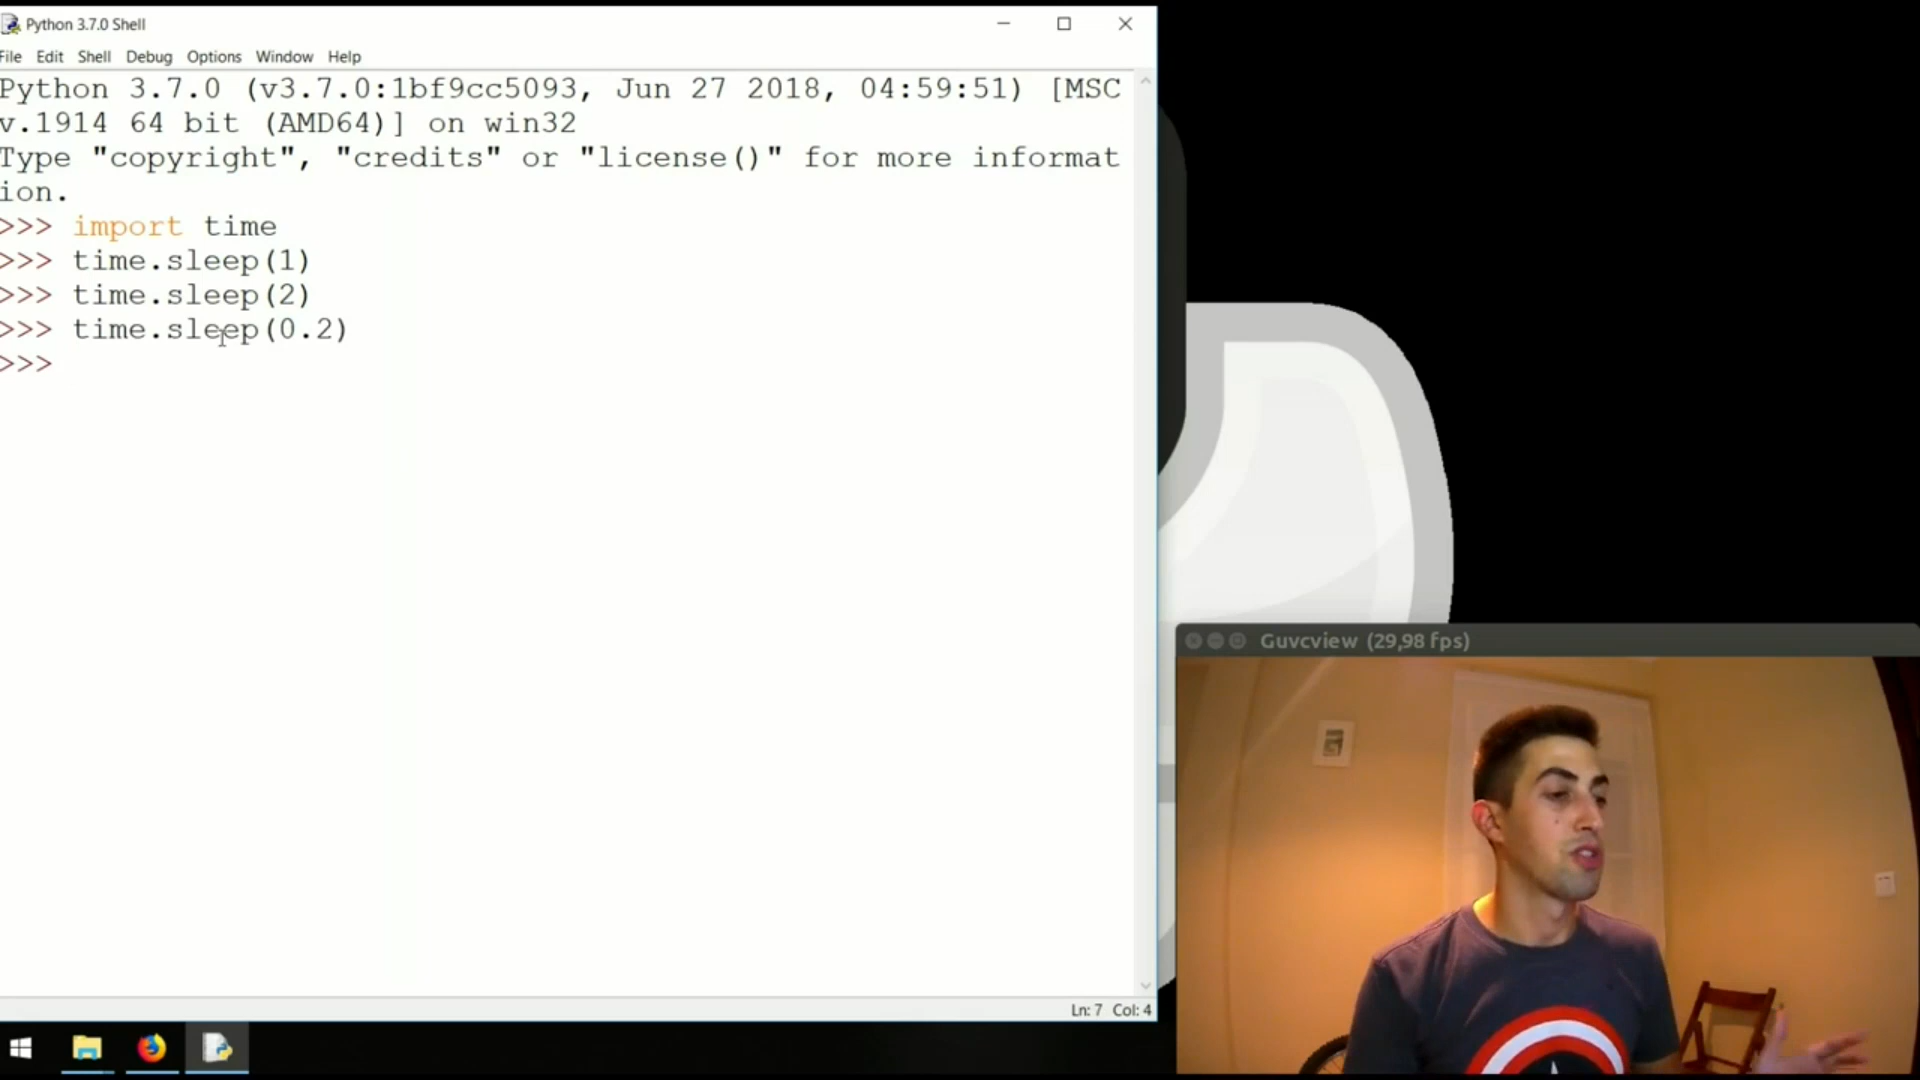 Python 3.7.0 Shell
File Edit Shell Debug Options Window Help
Python 3.7.0 (v3.7.0:1bf9cc5093, Jun 27 2018, 04:59:51) [MSC
v.1914 64 bit (AMD64)] on win32
Type "copyright", "credits" or "license()" for more informat
ion.
>>> import time
>>> time.sleep(1)
>>> time.sleep(2)
>>> time.sleep(0.2)
>>>
Ln: 7 Col: 4
Guvcview (29,98 fps)